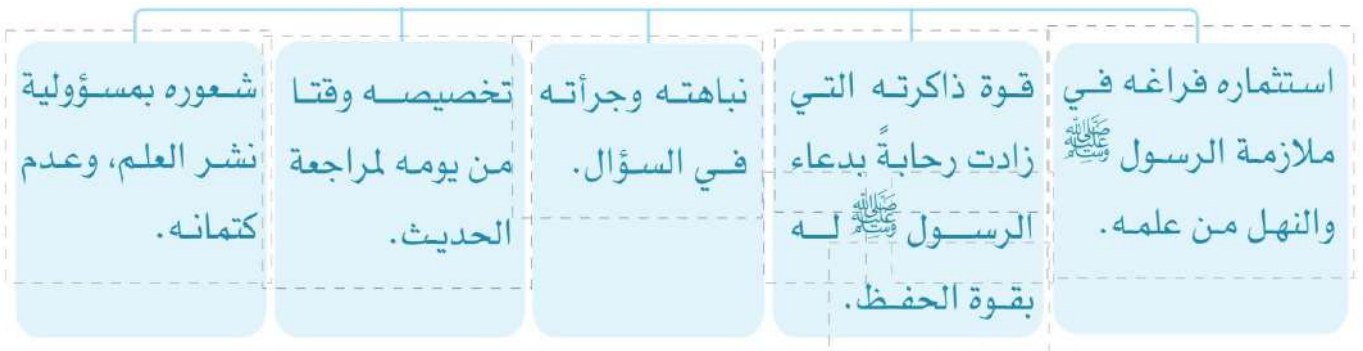 استثماره فراغه في
ملازمة الرسول ﷺ
والنهل من علمه.
قوة ذاكرته التي
زادت رحابةً بدعاء
الرسول ﷺ له
بقوة الحفظ.
نباهته وجرأته
في السؤال.
تخصيصه وقتا
من يومه لمراجعة
الحديث.
شعوره بمسؤولية
نشر العلم، وعدم
كتمانه.